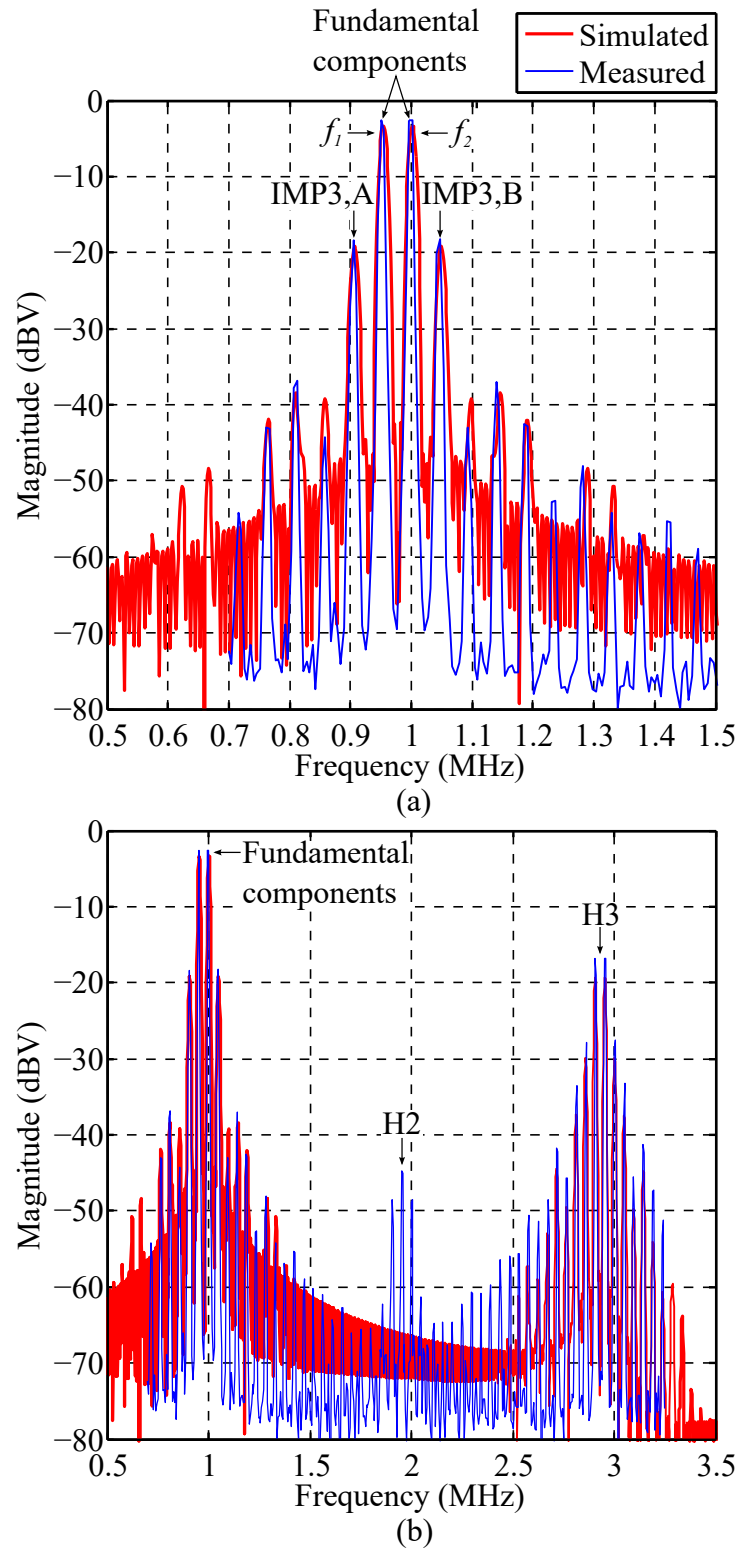 Fundamental
components
Simulated
Measured
0
−10
−20
−30
−40
−50
−60
−70
−80
Magnitude (dBV)
f1
f2
IMP3,A
IMP3,B
0.5 0.6 0.7 0.8 0.9 1 1.1 1.2 1.3 1.4 1.5
Frequency (MHz)
(a)
0
−10
−20
−30
−40
−50
−60
−70
−80
Magnitude (dBV)
Fundamental
components
H3
H2
0.5 1 1.5 2 2.5 3 3.5
Frequency (MHz)
(b)